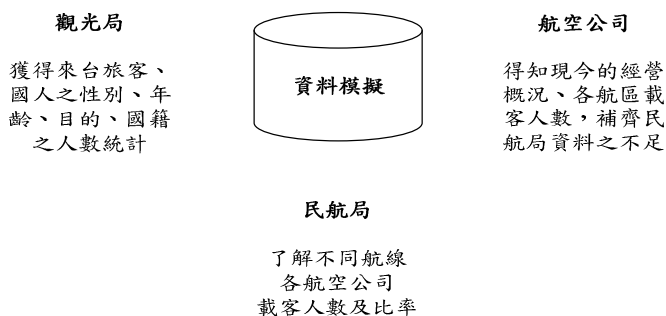 觀光局
獲得來台旅客、
國人之性別、年
齡、目的、國籍
之人數統計
資料模擬
航空公司
得知現今的經營
概況、各航區載
客人數，補齊民
航局資料之不足
民航局
了解不同航線
各航空公司
載客人數及比率